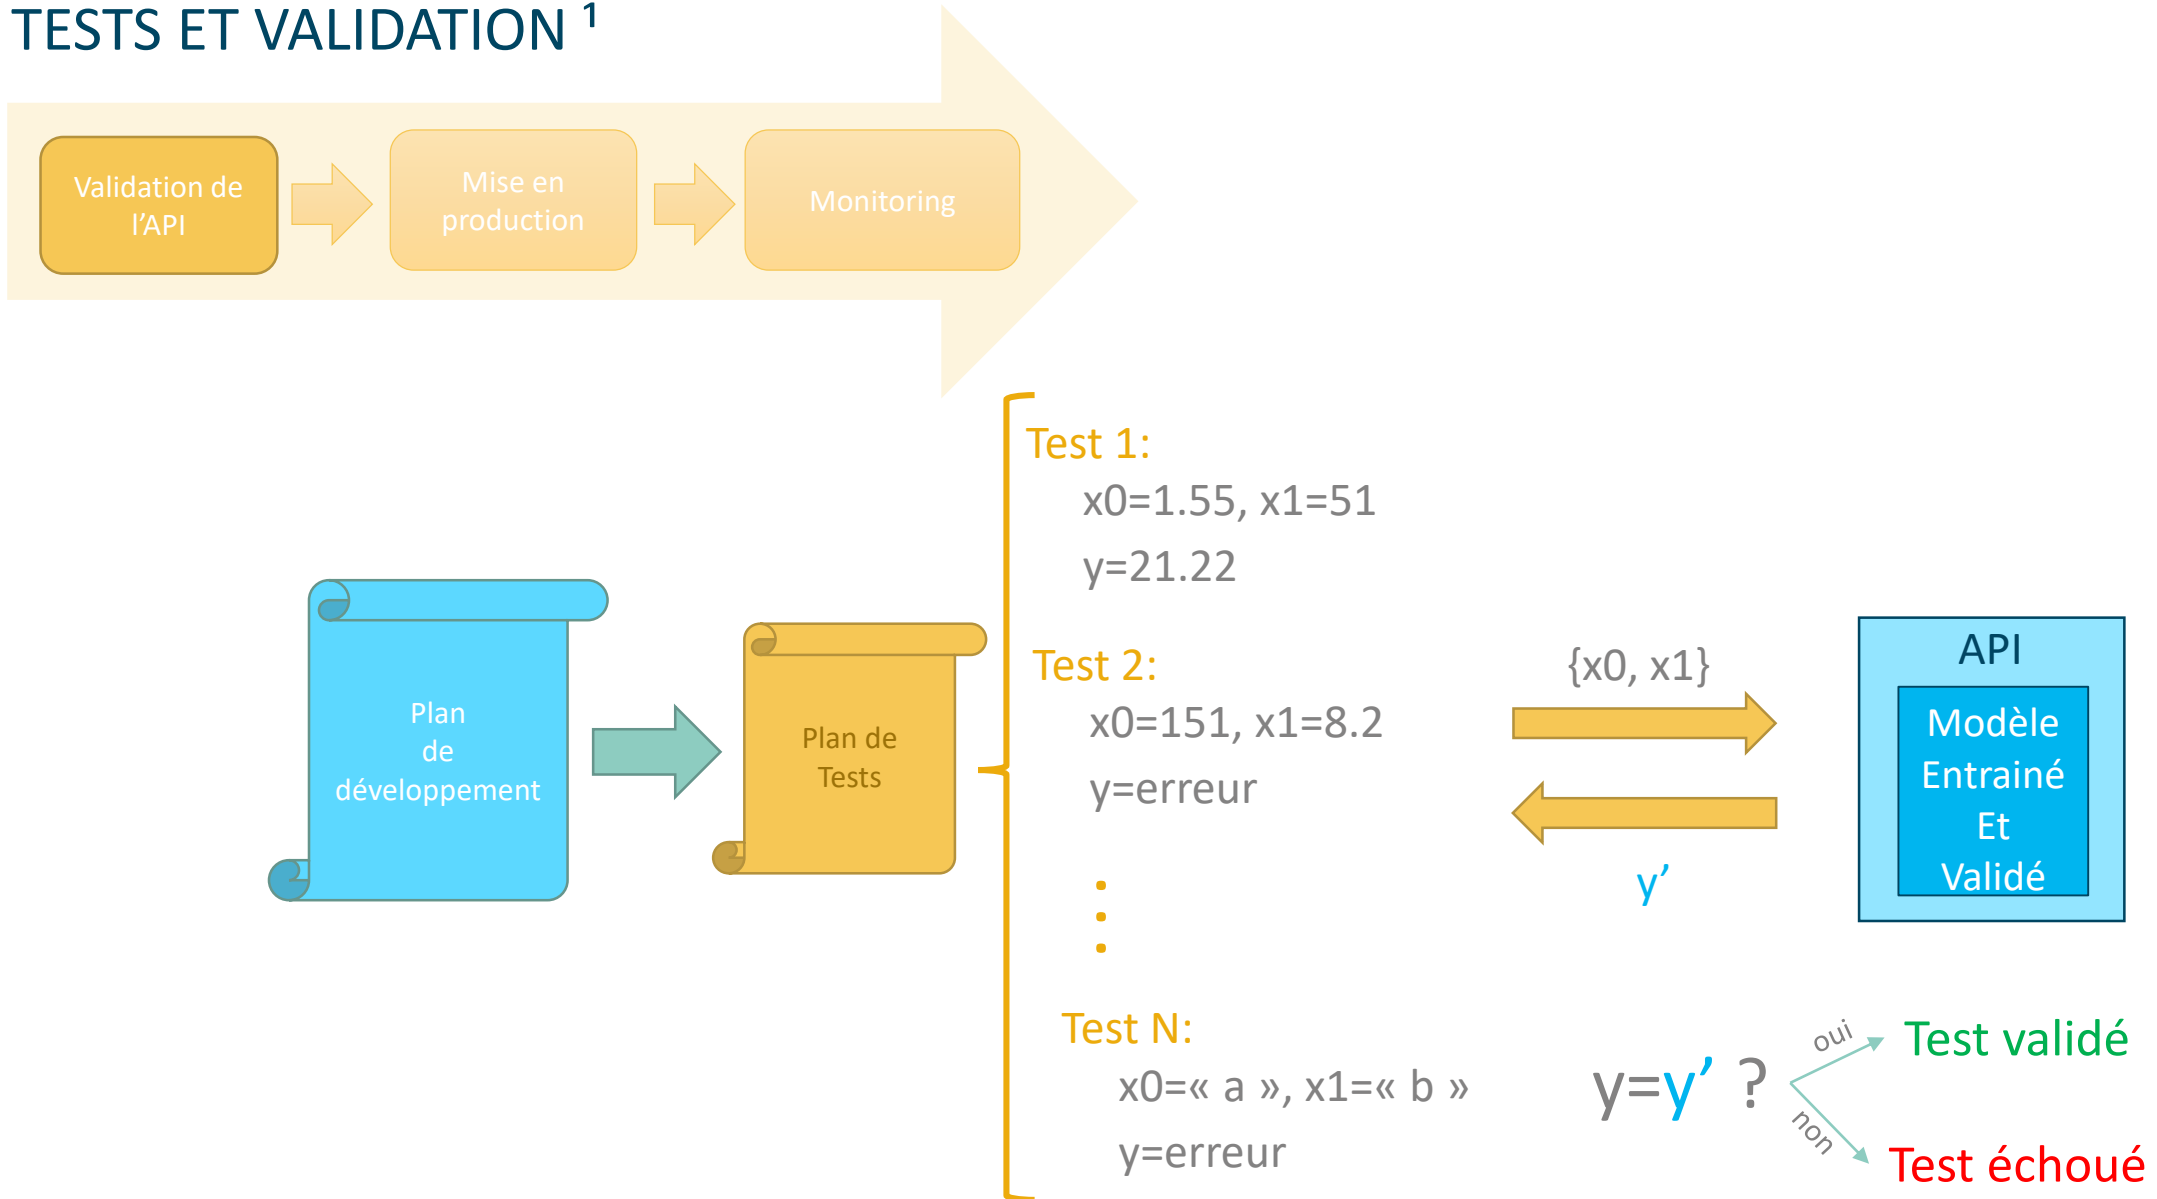 TESTS ET VALIDATION ¹
Validation de
l’API
Mise en
production
Monitoring
Plan
de
développement
Plan de
Tests
Test 1:
x0=1.55, x1=51
y=21.22
Test 2:
x0=151, x1=8.2
y=erreur
Test N:
x0=« a », x1=« b »
y=erreur
{x0, x1}
y’
API
Modèle
Entrainé
Et
Validé
y=y’ ?
oui
Test validé
non
Test échoué